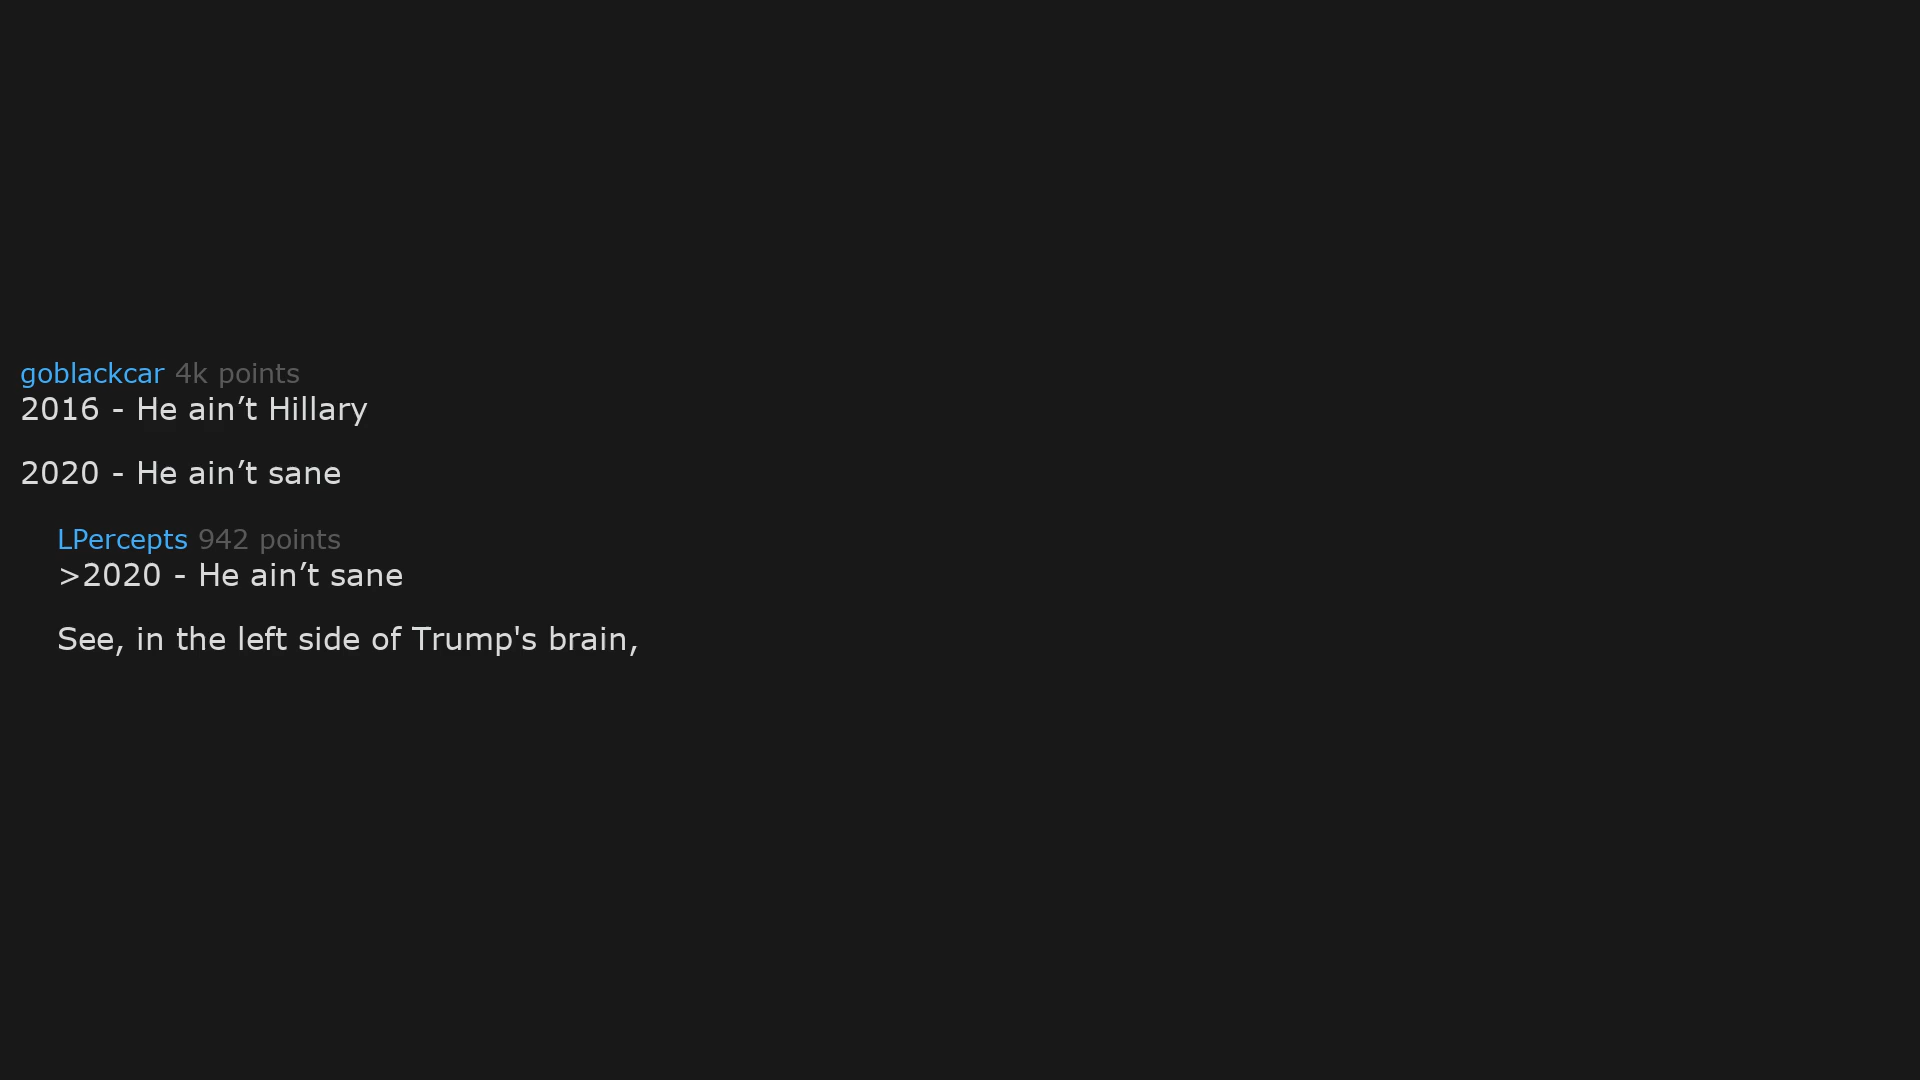 goblackcar 4k points
2016 - He ain’t Hillary
2020 - He ain’t sane
LPercepts 942 points
>2020 - He ain’t sane
See, in the left side of Trump's brain,